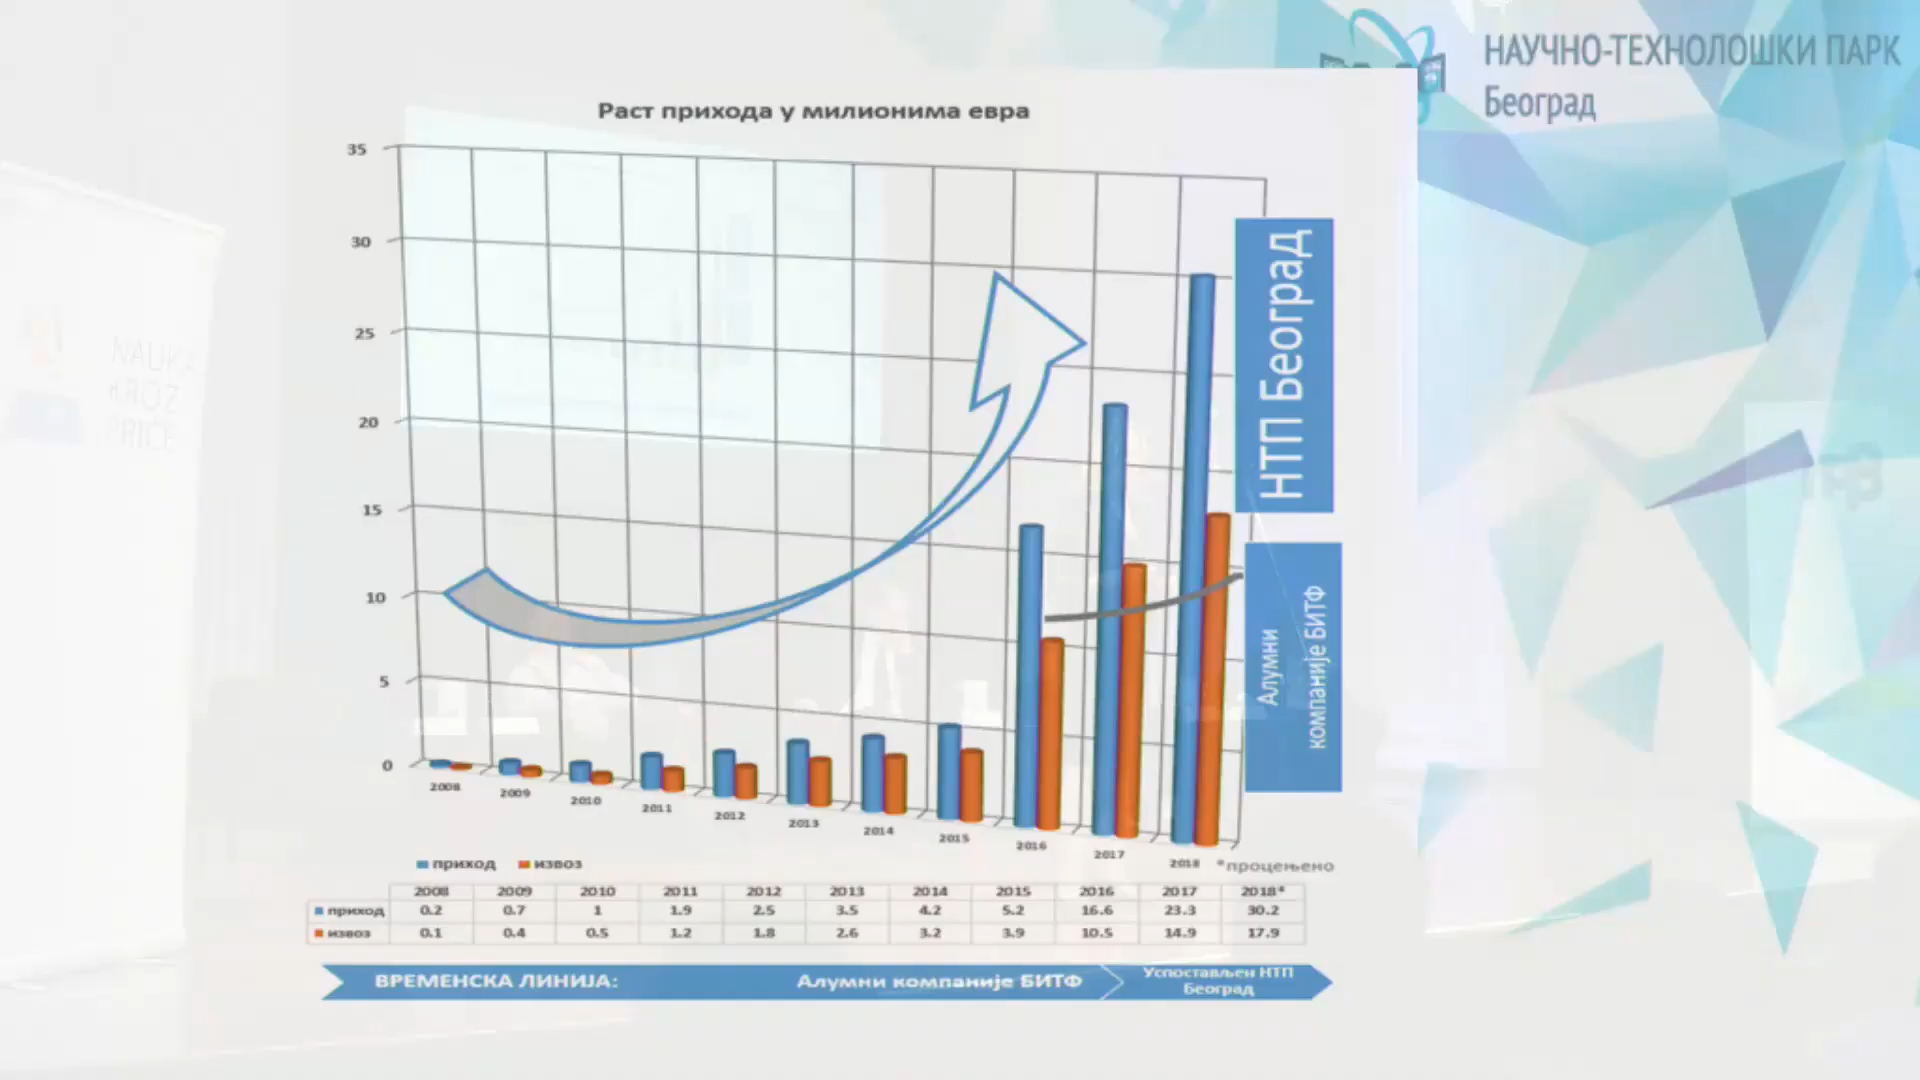 НАУЧНО-ТЕХНОЛОШКИ ПАРК
Београд
Раст прихода у милионима евра
35
30
25
20
15
10
5
0
2008 2009 2010 2011 2012 2013 2014 2015 2016 2017 2018 *процењено
НТП Београд
Алумни
компаније БИТФ
NAUKA
KROZ
PRIČE
приход извоз
2008 2009 2010 2011 2012 2013 2014 2015 2016 2017 2018*
приход 0.2 0.7 1 1.9 2.5 3.5 4.2 5.2 16.6 23.3 30.2
извоз 0.1 0.4 0.5 1.2 1.8 2.6 3.2 3.9 10.5 14.9 17.9
ВРЕМЕНСКА ЛИНИЈА: Алумни компаније БИТФ Успостављен НТП
Београд